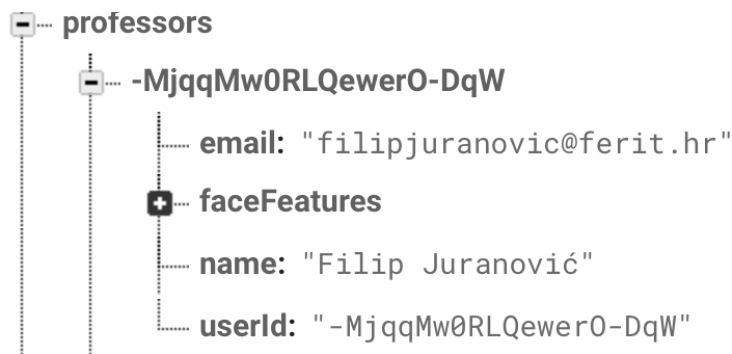 professors
-MjqqMw0RLQewerO-DqW
email: "filipjuranovic@ferit.hr"
faceFeatures
name: "Filip Juranović"
userId: "-MjqqMw0RLQewerO-DqW"